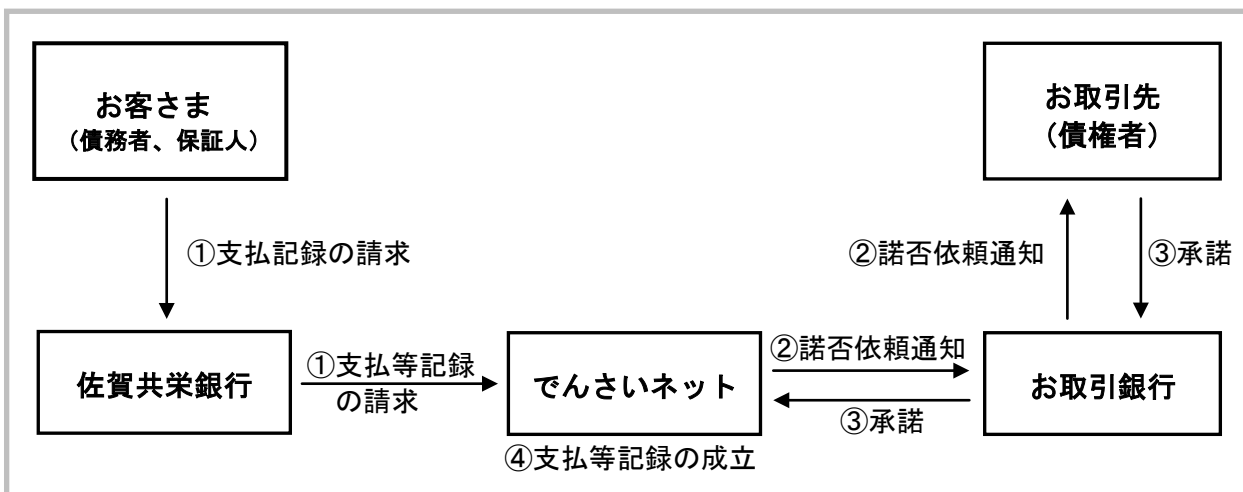 お客さま
(債務者、保証人)
お取引先
(債権者)
①支払記録の請求
②諾否依頼通知
③承諾
佐賀共栄銀行
①支払等記録
の請求
でんさいネット
②諾否依頼通知
③承諾
お取引銀行
④支払等記録の成立